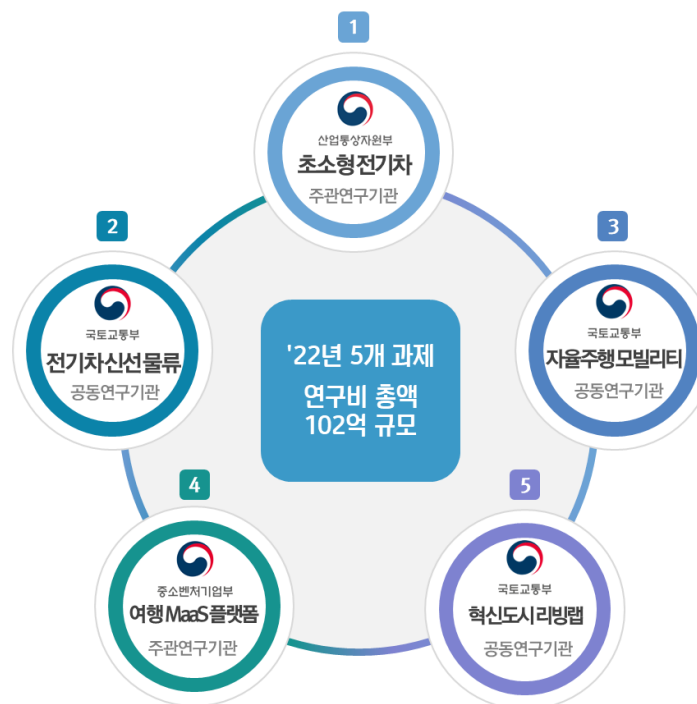 1
산업통상자원부
초소형 전기차
주관연구기관
2
국토교통부
전기차 신선 물류
공동연구기관
3
국토교통부
자율주행 모빌리티
공동연구기관
'22년 5개 과제
연구비 총액
102억 규모
4
중소벤처기업부
여행 MaaS 플랫폼
주관연구기관
5
국토교통부
혁신도시 리빙랩
공동연구기관